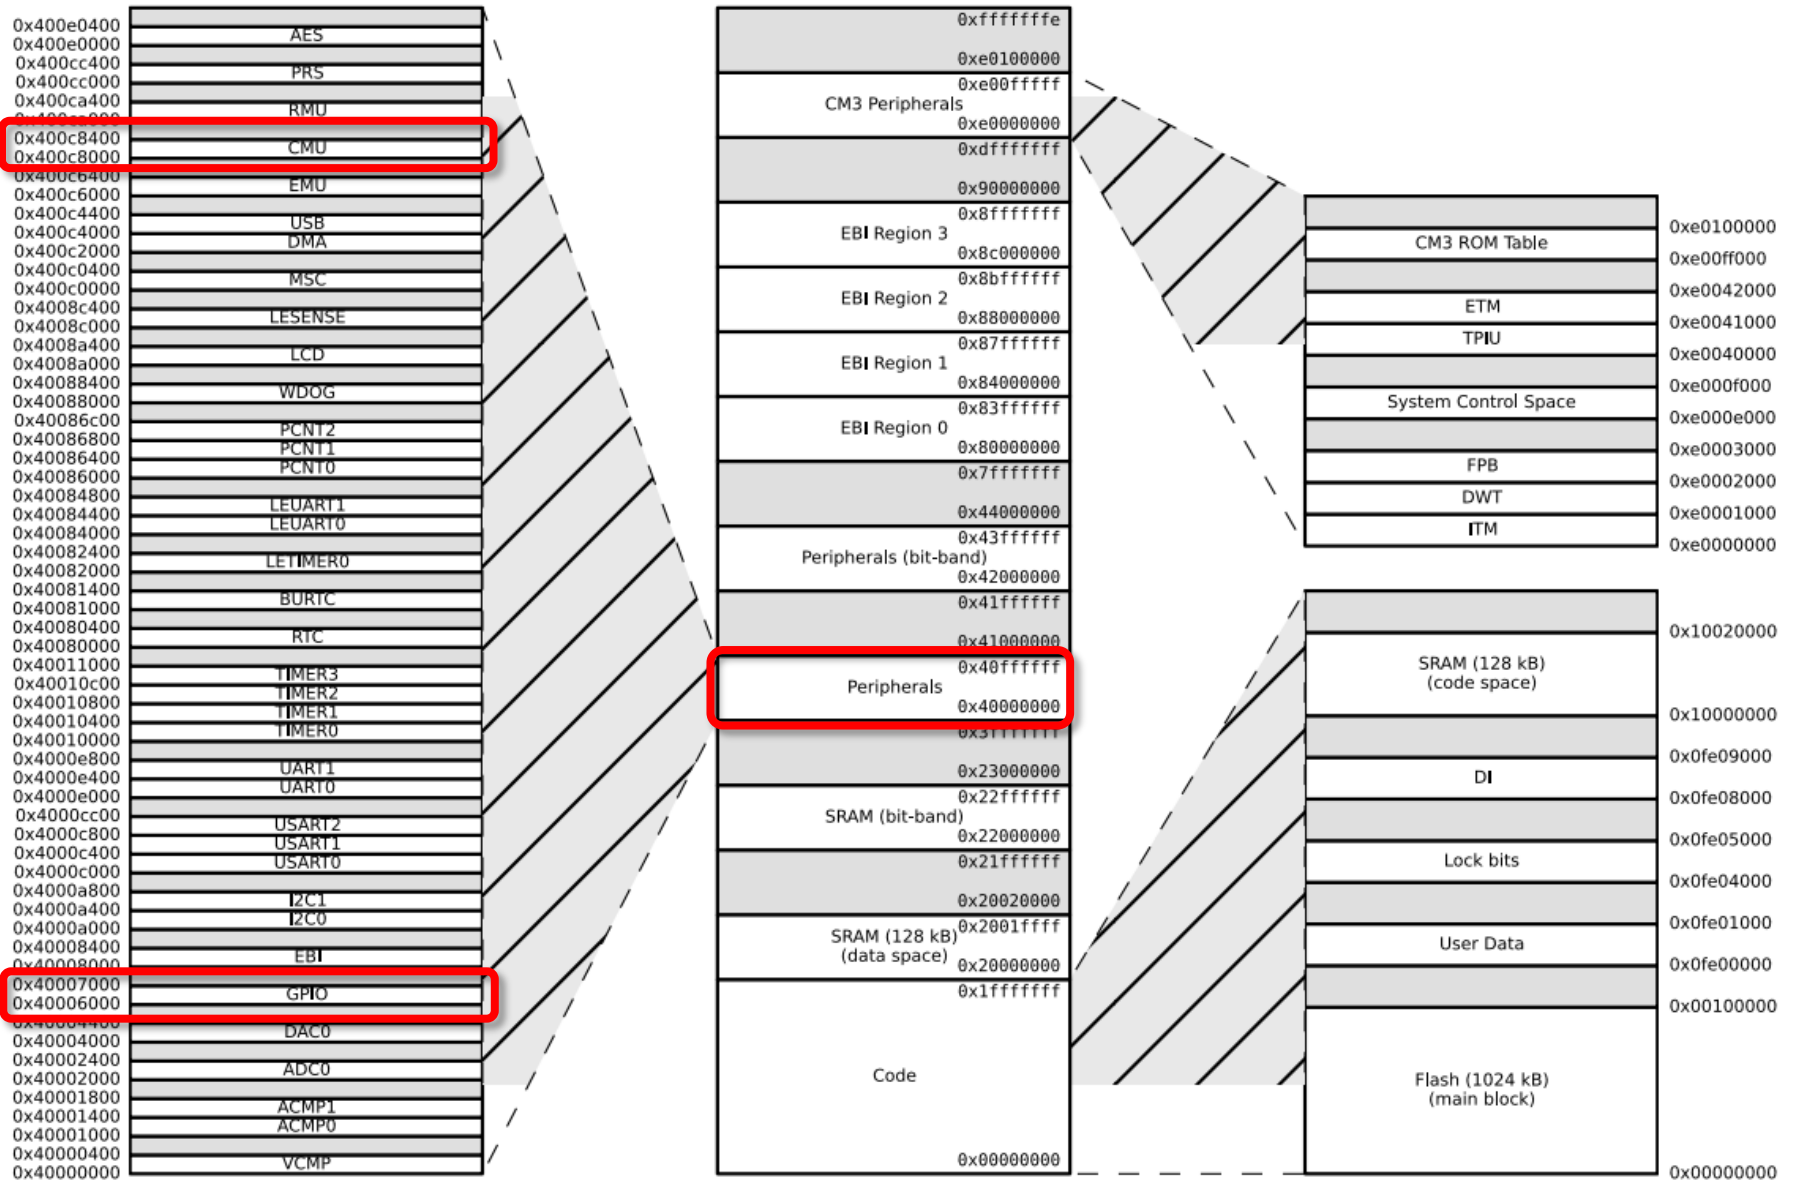 0x400e0400
AES
0x400e0000
0x400cc400
PRS
0x400cc000
0x400ca400
RMU
0x400c8400
CMU
0x400c8000
0x400c6400
EMU
0x400c6000
0x400c4400
USB
0x400c4000
DMA
0x400c2000
0x400c0400
MSC
0x400c0000
0x4008c400
LESENSE
0x4008c000
0x4008a400
LCD
0x4008a000
0x40088400
WDOG
0x40088000
0x40086c00
PCNT2
0x40086800
PCNT1
0x40086400
PCNT0
0x40086000
0x40084800
LEUART1
0x40084400
LEUART0
0x40084000
0x40082400
LETIMER0
0x40082000
0x40081400
BURTC
0x40081000
0x40080400
RTC
0x40080000
0x40011000
TIMER3
0x40010c00
TIMER2
0x40010800
TIMER1
0x40010400
TIMER0
0x40010000
0x4000e800
UART1
0x4000e400
UART0
0x4000e000
0x4000cc00
USART2
0x4000c800
USART1
0x4000c400
USART0
0x4000c000
0x4000a800
I2C1
0x4000a400
I2C0
0x4000a000
0x40008400
EBI
0x40008000
0x40007000
GPIO
0x40006000
0x40004400
DAC0
0x40004000
0x40002400
ADC0
0x40002000
0x40001800
ACMP1
0x40001400
ACMP0
0x40001000
0x40000400
VCMP
0x40000000
0xfffffffe
0xe0100000
0xe00fffff
CM3 Peripherals
0xe0000000
0xdfffffff
0x90000000
0x8fffffff
EBI Region 3
0x8c000000
0x8bffffff
EBI Region 2
0x88000000
0x87ffffff
EBI Region 1
0x84000000
0x83ffffff
EBI Region 0
0x80000000
0x7fffffff
0x44000000
0x43ffffff
Peripherals (bit-band)
0x42000000
0x41ffffff
0x41000000
0x40ffffff
Peripherals
0x40000000
0x3fffffff
0x23000000
0x22ffffff
SRAM (bit-band)
0x22000000
0x21ffffff
0x20020000
0x2001ffff
SRAM (128 kB)
(data space)
0x20000000
0x1fffffff
Code
0x00000000
0xe0100000
CM3 ROM Table
0xe00ff000
0xe0042000
ETM
0xe0041000
TPIU
0xe0040000
0xe000f000
System Control Space
0xe000e000
0xe0003000
FPB
0xe0002000
DWT
0xe0001000
ITM
0xe0000000
0x10020000
SRAM (128 kB)
(code space)
0x10000000
0x0fe09000
DI
0x0fe08000
0x0fe05000
Lock bits
0x0fe04000
0x0fe01000
User Data
0x0fe00000
0x00100000
Flash (1024 kB)
(main block)
0x00000000